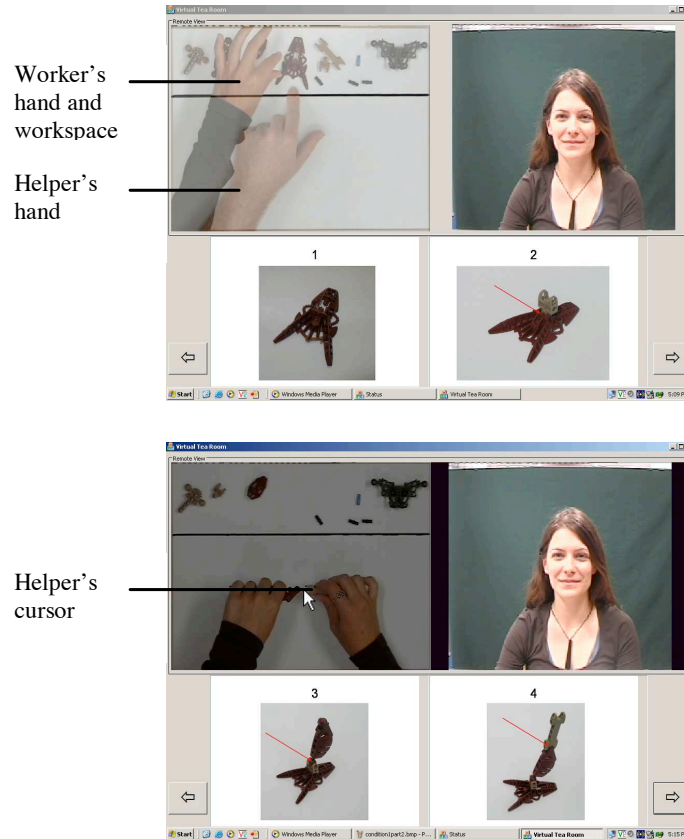 Virtual Tea Room
Remote View
Worker’s
hand and
workspace
Helper’s
hand
1
2
Start
Windows Media Player
Status
Virtual Tea Room
Virtual Tea Room
Remote View
Helper’s
cursor
3
4
Start
Windows Media Player
condition1part2.bmp - P...
Status
Virtual Tea Room